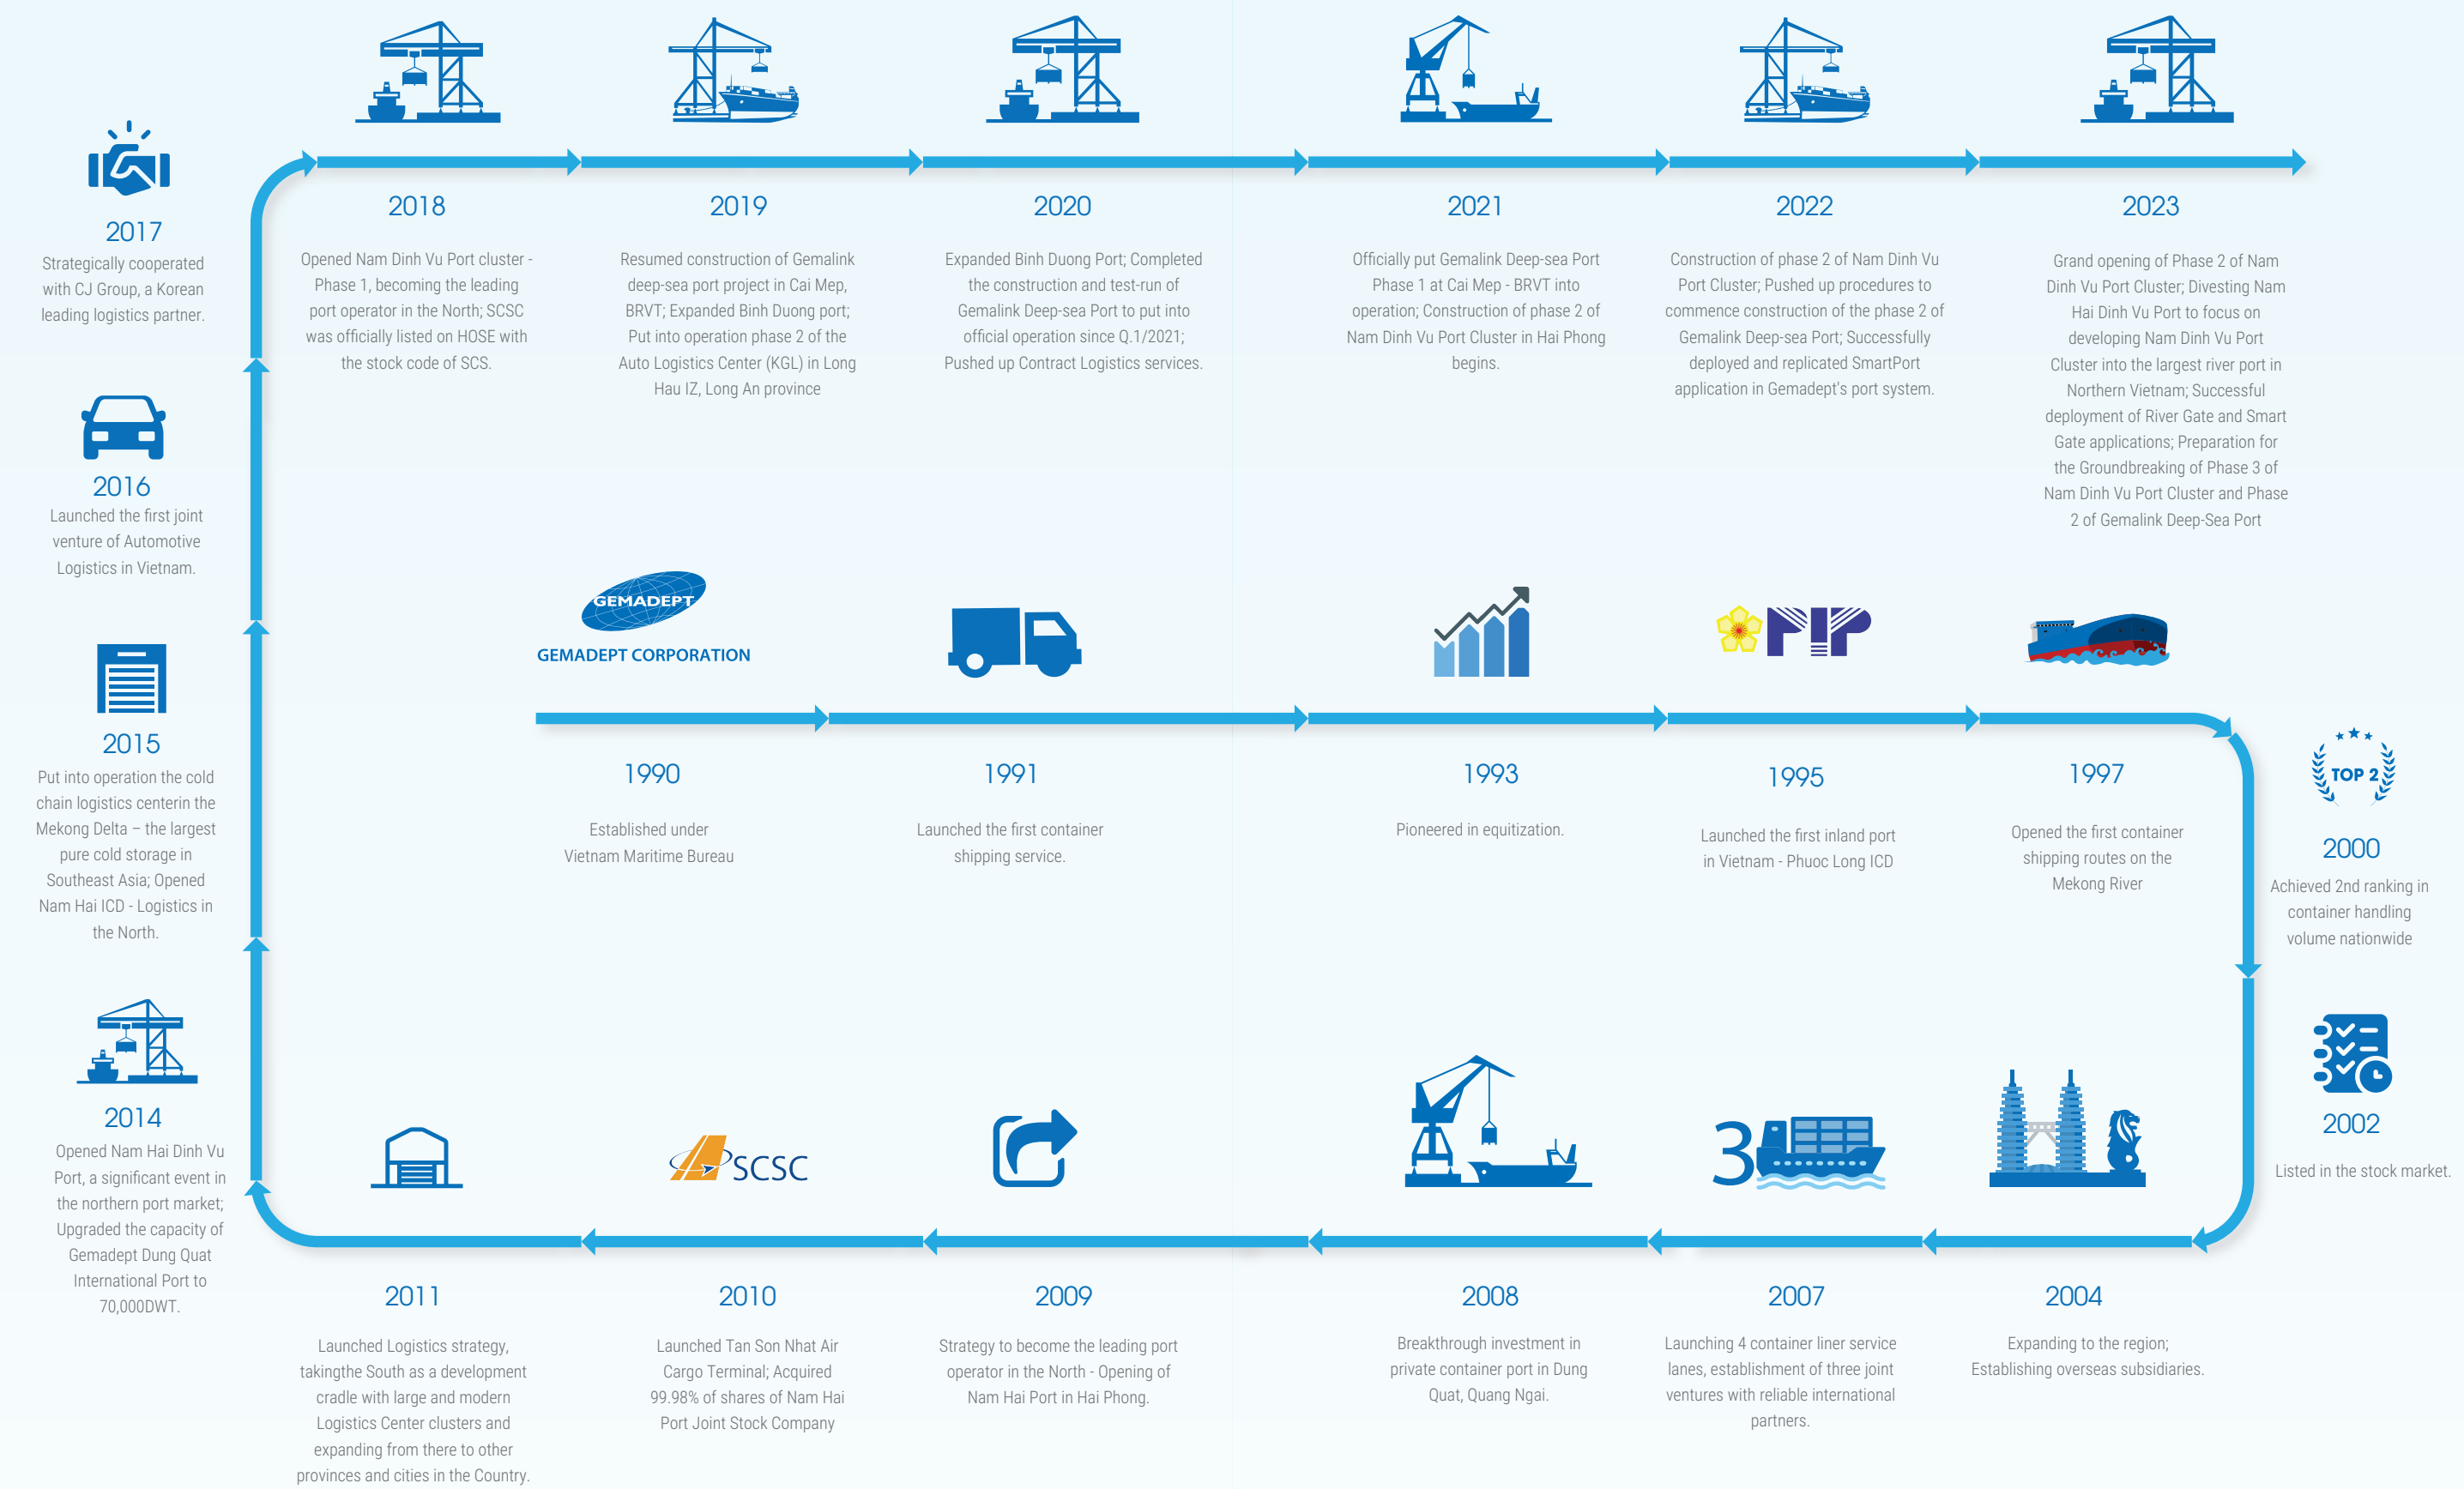 2017
Strategically cooperated
with CJ Group, a Korean
leading logistics partner.
2018
Opened Nam Dinh Vu Port cluster -
Phase 1, becoming the leading
port operator in the North; SCSC
was officially listed on HOSE with
the stock code of SCS.
2019
Resumed construction of Gemalink
deep-sea port project in Cai Mep,
BRVT; Expanded Binh Duong port;
Put into operation phase 2 of the
Auto Logistics Center (KGL) in Long
Hau IZ, Long An province
2020
Expanded Binh Duong Port; Completed
the construction and test-run of
Gemalink Deep-sea Port to put into
official operation since Q.1/2021;
Pushed up Contract Logistics services.
2021
Officially put Gemalink Deep-sea Port
Phase 1 at Cai Mep - BRVT into
operation; Construction of phase 2 of
Nam Dinh Vu Port Cluster in Hai Phong
begins.
2022
Construction of phase 2 of Nam Dinh Vu
Port Cluster; Pushed up procedures to
commence construction of the phase 2 of
Gemalink Deep-sea Port; Successfully
deployed and replicated SmartPort
application in Gemadept's port system.
2023
Grand opening of Phase 2 of Nam
Dinh Vu Port Cluster; Divesting Nam
Hai Dinh Vu Port to focus on
developing Nam Dinh Vu Port
Cluster into the largest river port in
Northern Vietnam; Successful
deployment of River Gate and Smart
Gate applications; Preparation for
the Groundbreaking of Phase 3 of
Nam Dinh Vu Port Cluster and Phase
2 of Gemalink Deep-Sea Port
2016
Launched the first joint
venture of Automotive
Logistics in Vietnam.
2015
Put into operation the cold
chain logistics centerin the
Mekong Delta – the largest
pure cold storage in
Southeast Asia; Opened
Nam Hai ICD - Logistics in
the North.
2014
Opened Nam Hai Dinh Vu
Port, a significant event in
the northern port market;
Upgraded the capacity of
Gemadept Dung Quat
International Port to
70,000DWT.
GEMADEPT
GEMADEPT CORPORATION
1990
Established under
Vietnam Maritime Bureau
1991
Launched the first container
shipping service.
1993
Pioneered in equitization.
PIP
1995
Launched the first inland port
in Vietnam - Phuoc Long ICD
1997
Opened the first container
shipping routes on the
Mekong River
TOP 2
2000
Achieved 2nd ranking in
container handling
volume nationwide
2002
Listed in the stock market.
2011
Launched Logistics strategy,
takingthe South as a development
cradle with large and modern
Logistics Center clusters and
expanding from there to other
provinces and cities in the Country.
SCSC
2010
Launched Tan Son Nhat Air
Cargo Terminal; Acquired
99.98% of shares of Nam Hai
Port Joint Stock Company
2009
Strategy to become the leading port
operator in the North - Opening of
Nam Hai Port in Hai Phong.
2008
Breakthrough investment in
private container port in Dung
Quat, Quang Ngai.
3
2007
Launching 4 container liner service
lanes, establishment of three joint
ventures with reliable international
partners.
2004
Expanding to the region;
Establishing overseas subsidiaries.